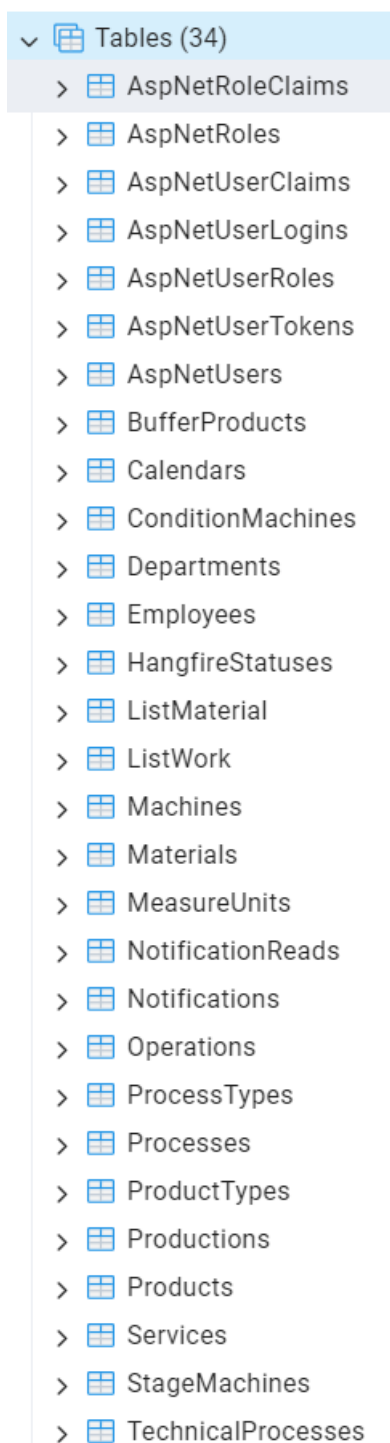 Tables (34)
AspNetRoleClaims
AspNetRoles
AspNetUserClaims
AspNetUserLogins
AspNetUserRoles
AspNetUserTokens
AspNetUsers
BufferProducts
Calendars
ConditionMachines
Departments
Employees
HangfireStatuses
ListMaterial
ListWork
Machines
Materials
MeasureUnits
NotificationReads
Notifications
Operations
ProcessTypes
Processes
ProductTypes
Productions
Products
Services
StageMachines
TechnicalProcesses